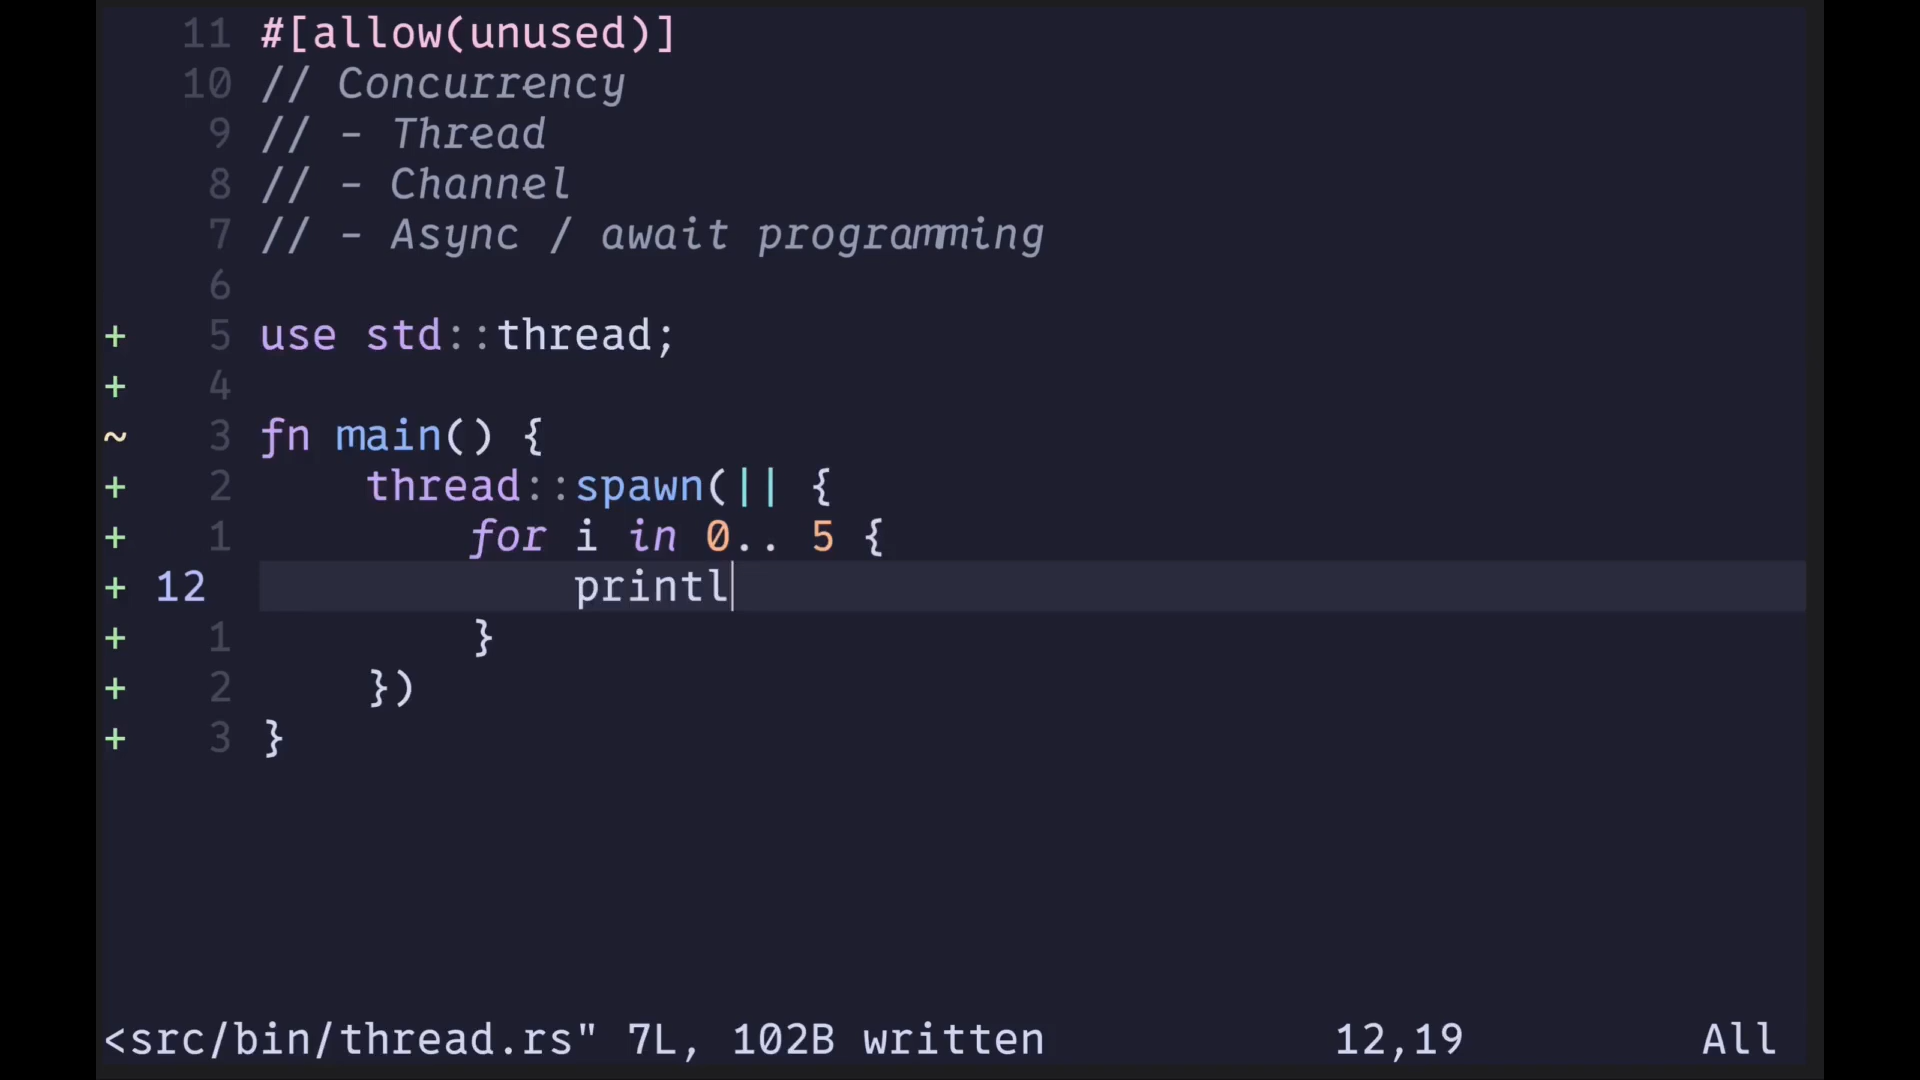 11 #[allow(unused)]
10 // Concurrency
9 // - Thread
8 // - Channel
7 // - Async / await programming
6
+ 5 use std::thread;
+ 4
~ 3 fn main() {
+ 2     thread::spawn(|| {
+ 1         for i in 0.. 5 {
+ 12             printl
+ 1         }
+ 2     })
+ 3 }
<src/bin/thread.rs" 7L, 102B written 12,19 All